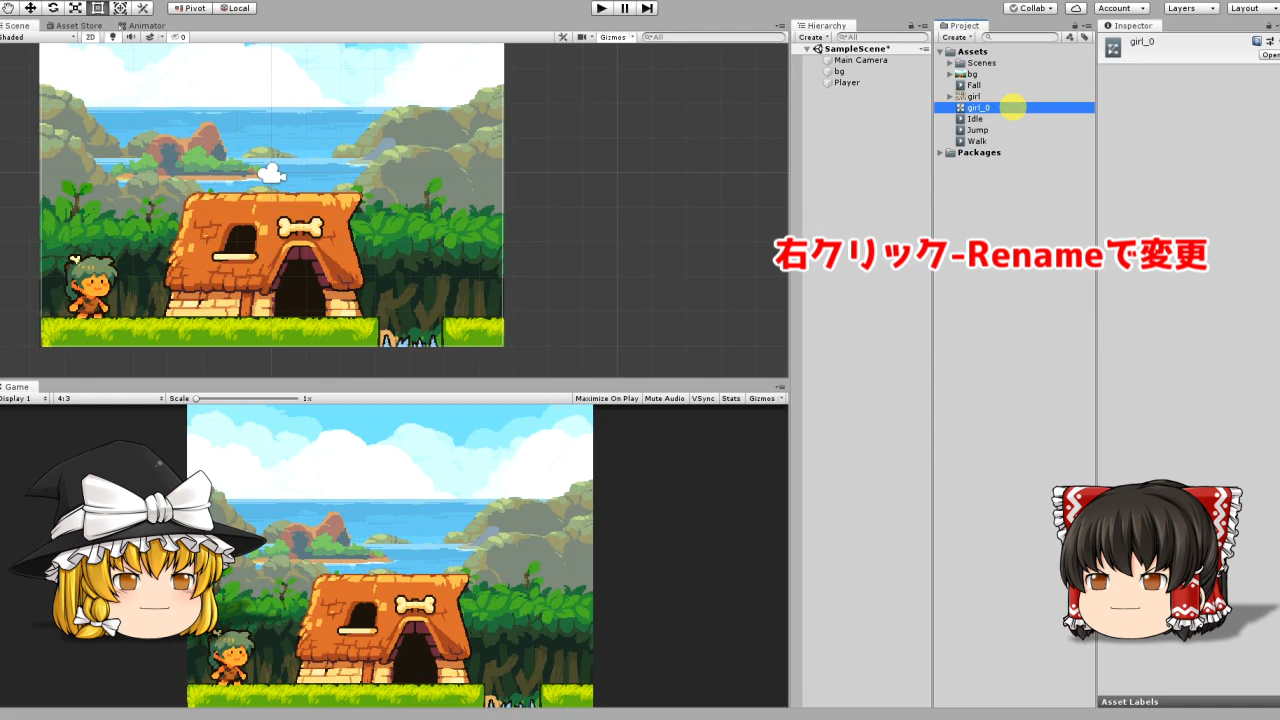 Pivot
Local
Collab
Account
Layers
Layout
Scene
Asset Store
Animator
Shaded
2D
0
Gizmos
All
Hierarchy
Create
All
SampleScene*
Main Camera
bg
Player
Project
Create
Assets
Scenes
bg
Fall
girl
girl_0
Idle
Jump
Walk
Packages
Inspector
girl_0
Open
右クリック-Renameで変更
Game
Display 1
4:3
Scale
1x
Maximize On Play
Mute Audio
VSync
Stats
Gizmos
Asset Labels